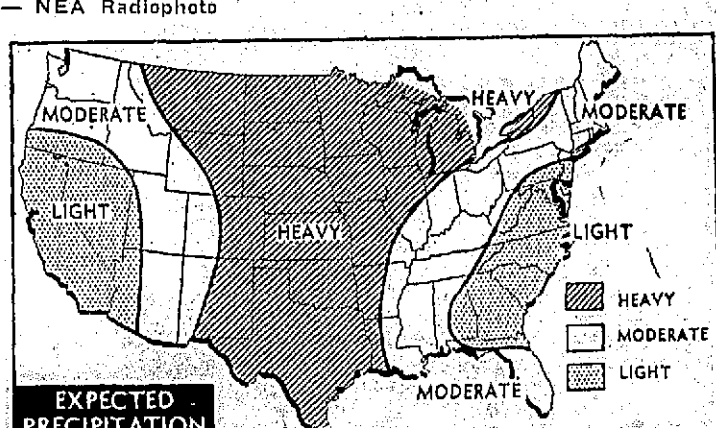 — NEA Radiophoto
HEAVY
MODERATE
MODERATE
LIGHT
HEAVY
LIGHT
HEAVY
MODERATE
LIGHT
MODERATE
EXPECTED
PRECIPITATION